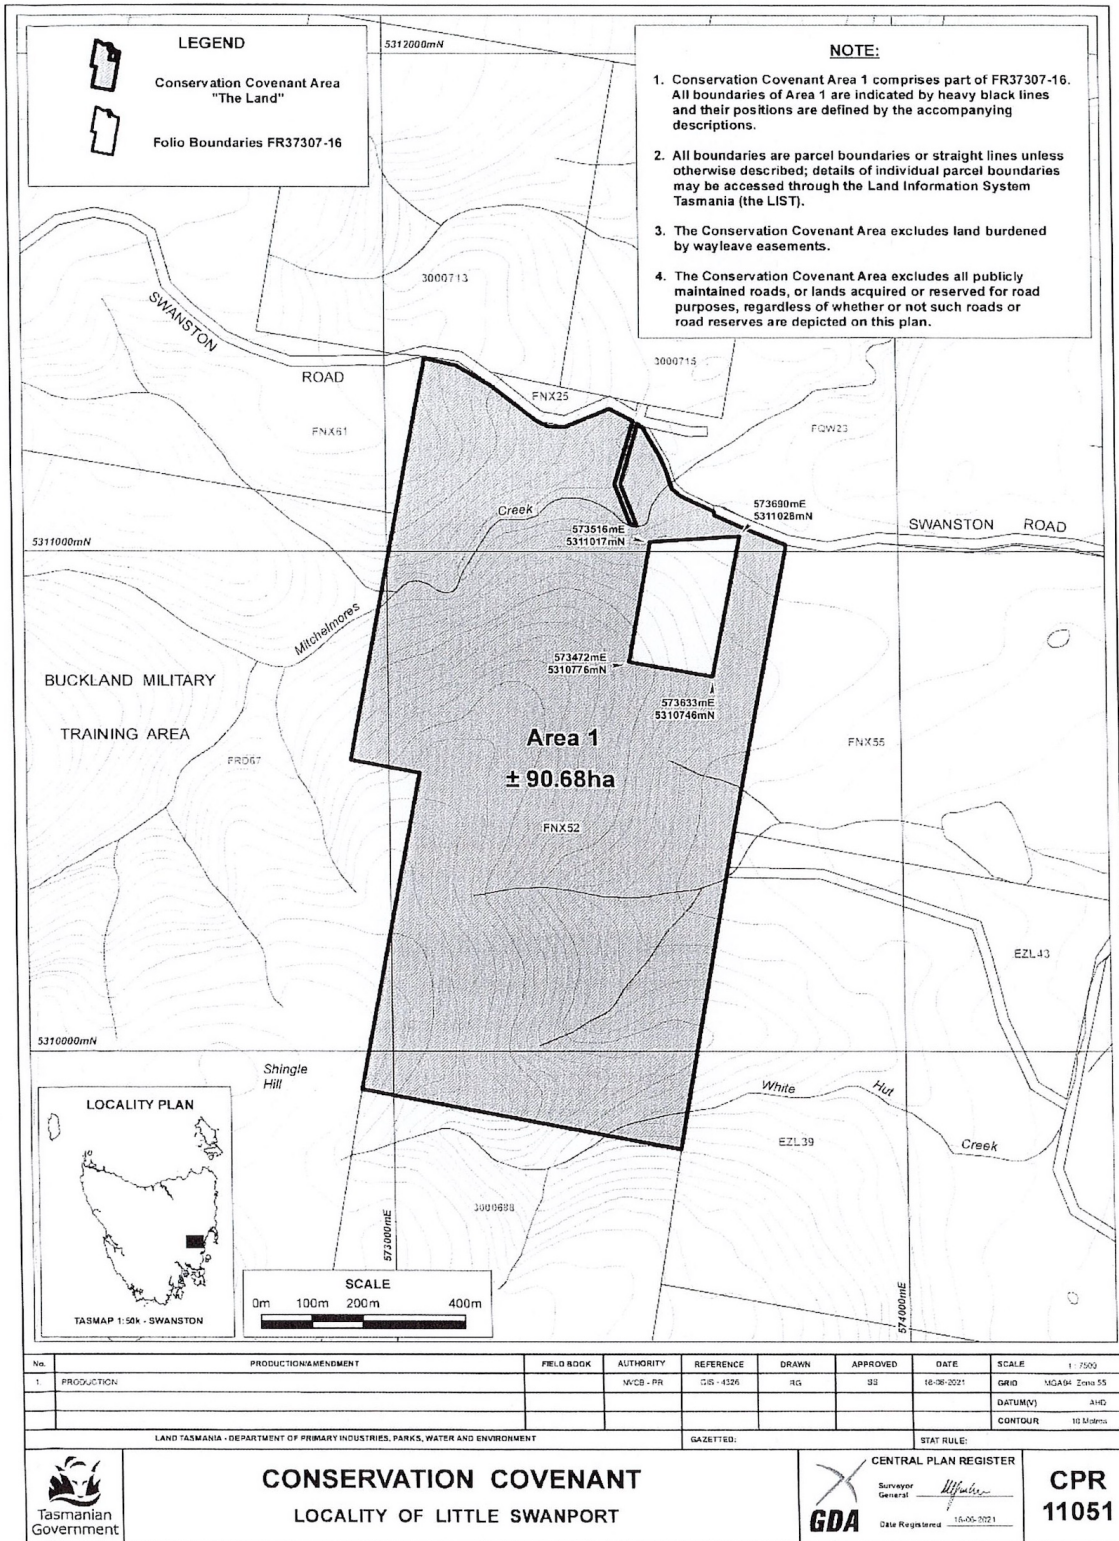 LEGEND
Conservation Covenant Area
"The Land"
Folio Boundaries FR37307-16
5312000mN
NOTE:
1. Conservation Covenant Area 1 comprises part of FR37307-16.
All boundaries of Area 1 are indicated by heavy black lines
and their positions are defined by the accompanying
descriptions.
2. All boundaries are parcel boundaries or straight lines unless
otherwise described; details of individual parcel boundaries
may be accessed through the Land Information System
Tasmania (the LIST).
3. The Conservation Covenant Area excludes land burdened
by wayleave easements.
4. The Conservation Covenant Area excludes all publicly
maintained roads, or lands acquired or reserved for road
purposes, regardless of whether or not such roads or
road reserves are depicted on this plan.
3000713
SWANSTON
ROAD
3000715
FNX25
FNX61
FQW23
Creek
573690mE
5311028mN
573516mE
5311017mN
SWANSTON ROAD
5311000mN
Mitchelmores
573472mE
5310776mN
573633mE
5310746mN
BUCKLAND MILITARY
TRAINING AREA
Area 1
± 90.68ha
FNX55
FRD67
FNX52
EZL43
5310000mN
Shingle
Hill
White Hut
Creek
EZL39
LOCALITY PLAN
TASMAP 1:50k - SWANSTON
3000688
573000mE
574000mE
SCALE
0m 100m 200m 400m
No. PRODUCTION/AMENDMENT FIELD BOOK AUTHORITY REFERENCE DRAWN APPROVED DATE SCALE 1 : 7500
1 PRODUCTION NVCB - PR GIS - 4326 RG SS 16-06-2021 GRID MGA94 Zone 55
DATUM(V) AHD
CONTOUR 10 Metres
LAND TASMANIA - DEPARTMENT OF PRIMARY INDUSTRIES, PARKS, WATER AND ENVIRONMENT GAZETTED: STAT RULE:
Tasmanian
Government
CONSERVATION COVENANT
LOCALITY OF LITTLE SWANPORT
GDA
CENTRAL PLAN REGISTER
Surveyor
General
Date Registered 16-06-2021
CPR
11051